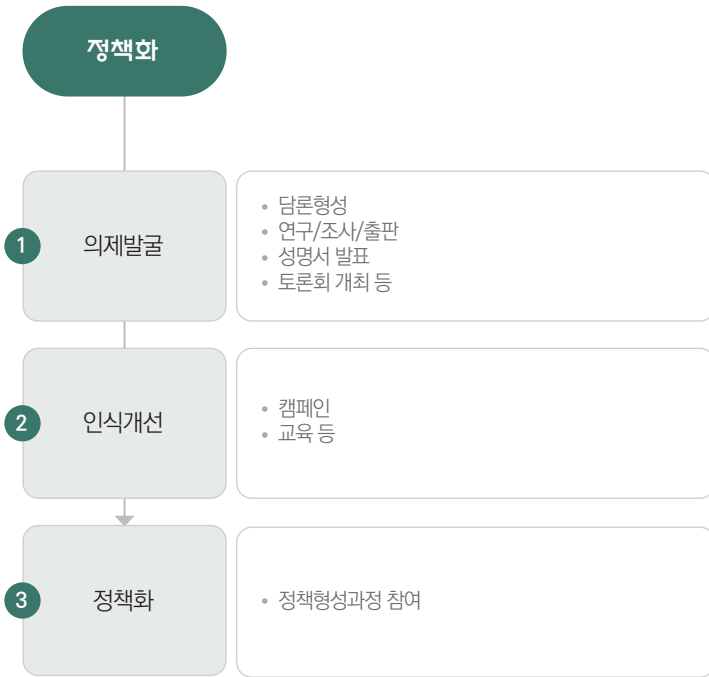 정책화
1
의제발굴
• 담론형성
• 연구/조사/출판
• 성명서 발표
• 토론회 개최 등
2
인식개선
• 캠페인
• 교육 등
3
정책화
• 정책형성과정 참여